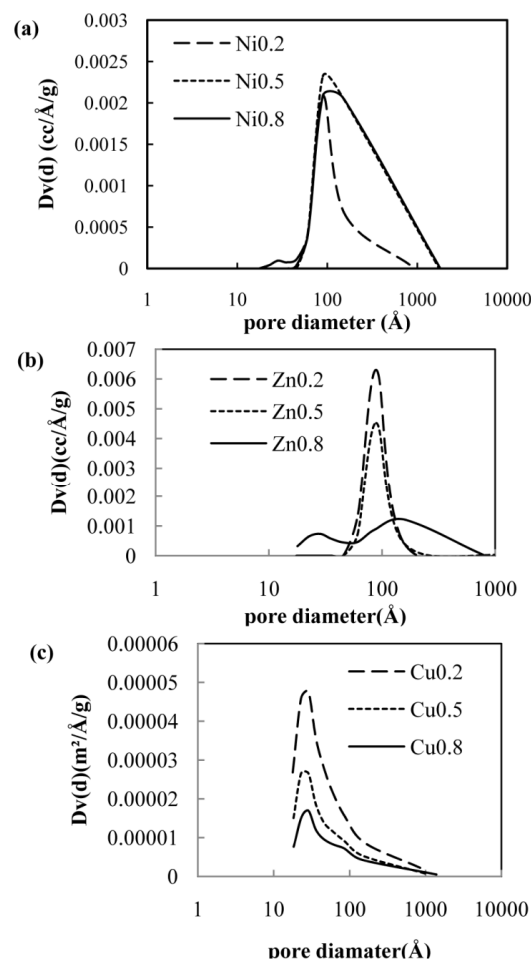 (a)
0.003
0.0025
0.002
0.0015
0.001
0.0005
0
Dv(d) (cc/Å/g)
Ni0.2
Ni0.5
Ni0.8
1 10 100 1000 10000
pore diameter (Å)
(b)
0.007
0.006
0.005
0.004
0.003
0.002
0.001
0
Dv(d)(cc/Å/g)
Zn0.2
Zn0.5
Zn0.8
1 10 100 1000
pore diameter(Å)
(c)
0.00006
0.00005
0.00004
0.00003
0.00002
0.00001
0
Dv(d)(m²/Å/g)
Cu0.2
Cu0.5
Cu0.8
1 10 100 1000 10000
pore diamater(Å)